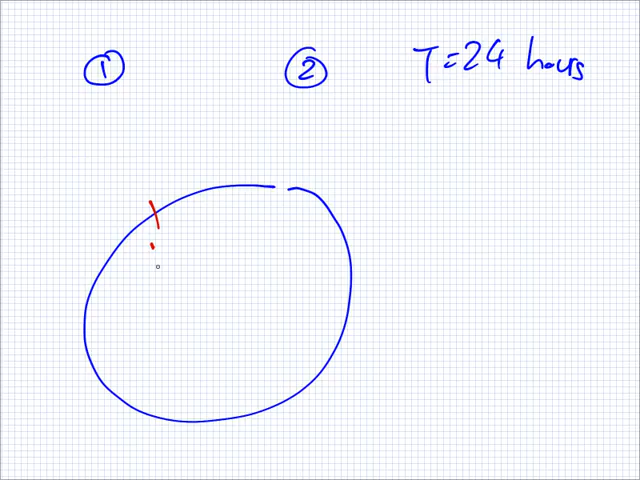 ① ② T = 24 hours